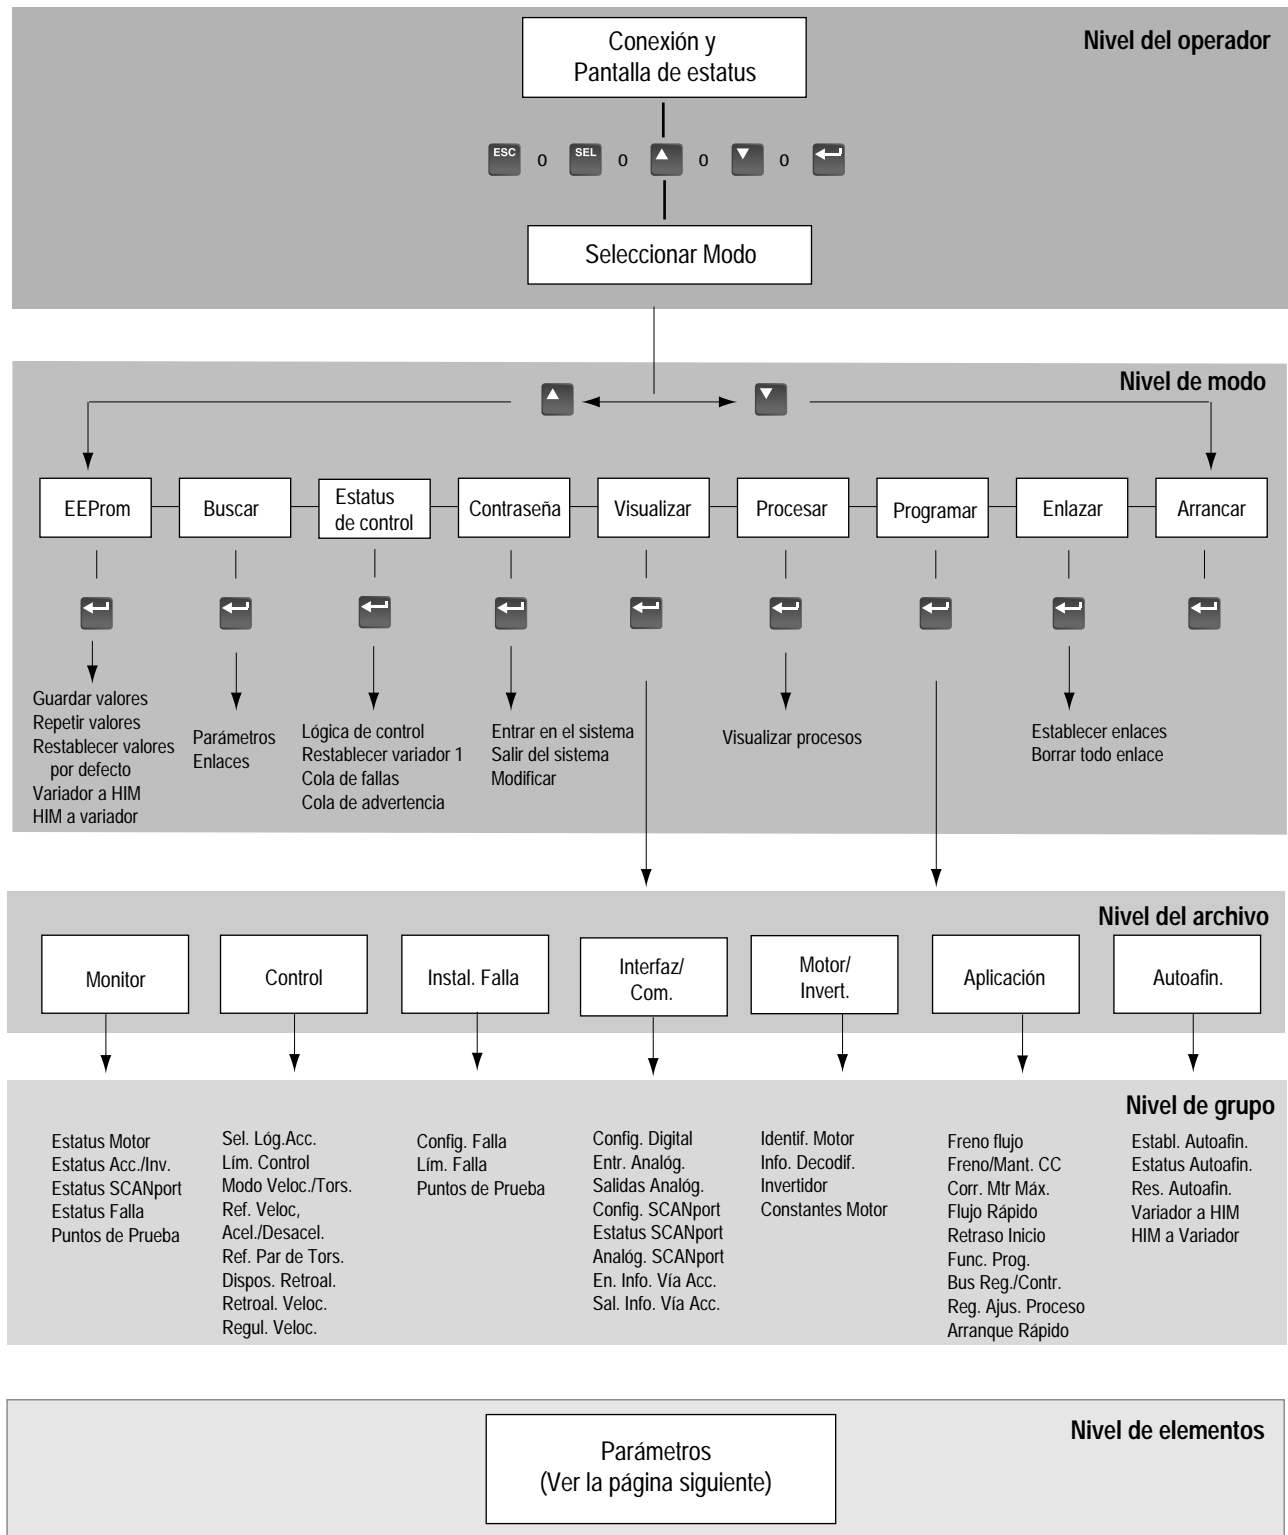 Nivel del operador
Conexión y
Pantalla de estatus
ESC o SEL o o o
Seleccionar Modo
Nivel de modo
EEProm
Buscar
Estatus
de control
Contraseña
Visualizar
Procesar
Programar
Enlazar
Arrancar
Guardar valores
Repetir valores
Restablecer valores
por defecto
Variador a HIM
HIM a variador
Parámetros
Enlaces
Lógica de control
Restablecer variador 1
Cola de fallas
Cola de advertencia
Entrar en el sistema
Salir del sistema
Modificar
Visualizar procesos
Establecer enlaces
Borrar todo enlace
Nivel del archivo
Monitor
Control
Instal. Falla
Interfaz/
Com.
Motor/
Invert.
Aplicación
Autoafin.
Nivel de grupo
Estatus Motor
Estatus Acc./Inv.
Estatus SCANport
Estatus Falla
Puntos de Prueba
Sel. Lóg.Acc.
Lím. Control
Modo Veloc./Tors.
Ref. Veloc,
Acel./Desacel.
Ref. Par de Tors.
Dispos. Retroal.
Retroal. Veloc.
Regul. Veloc.
Config. Falla
Lím. Falla
Puntos de Prueba
Config. Digital
Entr. Analóg.
Salidas Analóg.
Config. SCANport
Estatus SCANport
Analóg. SCANport
En. Info. Vía Acc.
Sal. Info. Vía Acc.
Identif. Motor
Info. Decodif.
Invertidor
Constantes Motor
Freno flujo
Freno/Mant. CC
Corr. Mtr Máx.
Flujo Rápido
Retraso Inicio
Func. Prog.
Bus Reg./Contr.
Reg. Ajus. Proceso
Arranque Rápido
Establ. Autoafin.
Estatus Autoafin.
Res. Autoafin.
Variador a HIM
HIM a Variador
Nivel de elementos
Parámetros
(Ver la página siguiente)